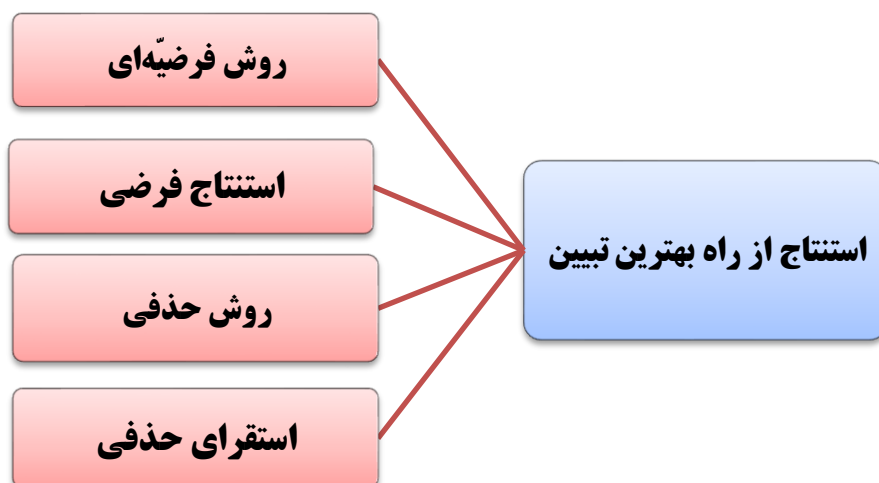 استنتاج از راه بهترین تبیین
روش فرضیّه‌ای
استنتاج فرضی
روش حذفی
استقرای حذفی